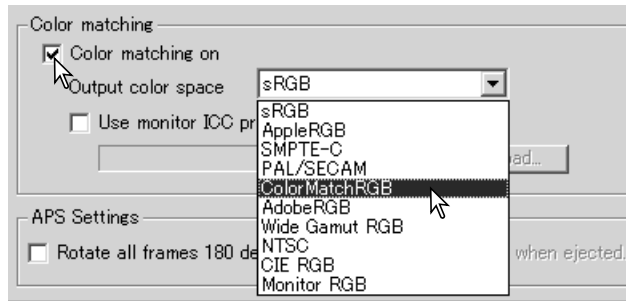 Color matching
Color matching on
Output color space
sRGB
Use monitor ICC pr
sRGB
AppleRGB
SMPTE-C
PAL/SECAM
ColorMatchRGB
AdobeRGB
Wide Gamut RGB
NTSC
CIE RGB
Monitor RGB
ad...
APS Settings
Rotate all frames 180 de
when ejected.